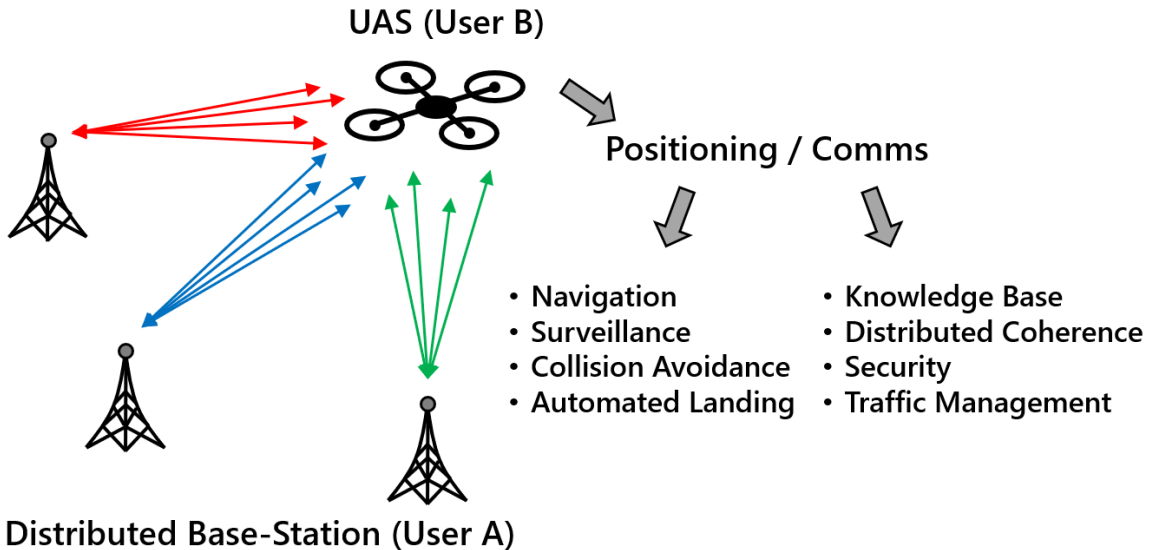 UAS (User B)
Positioning / Comms
• Navigation
• Surveillance
• Collision Avoidance
• Automated Landing
• Knowledge Base
• Distributed Coherence
• Security
• Traffic Management
Distributed Base-Station (User A)